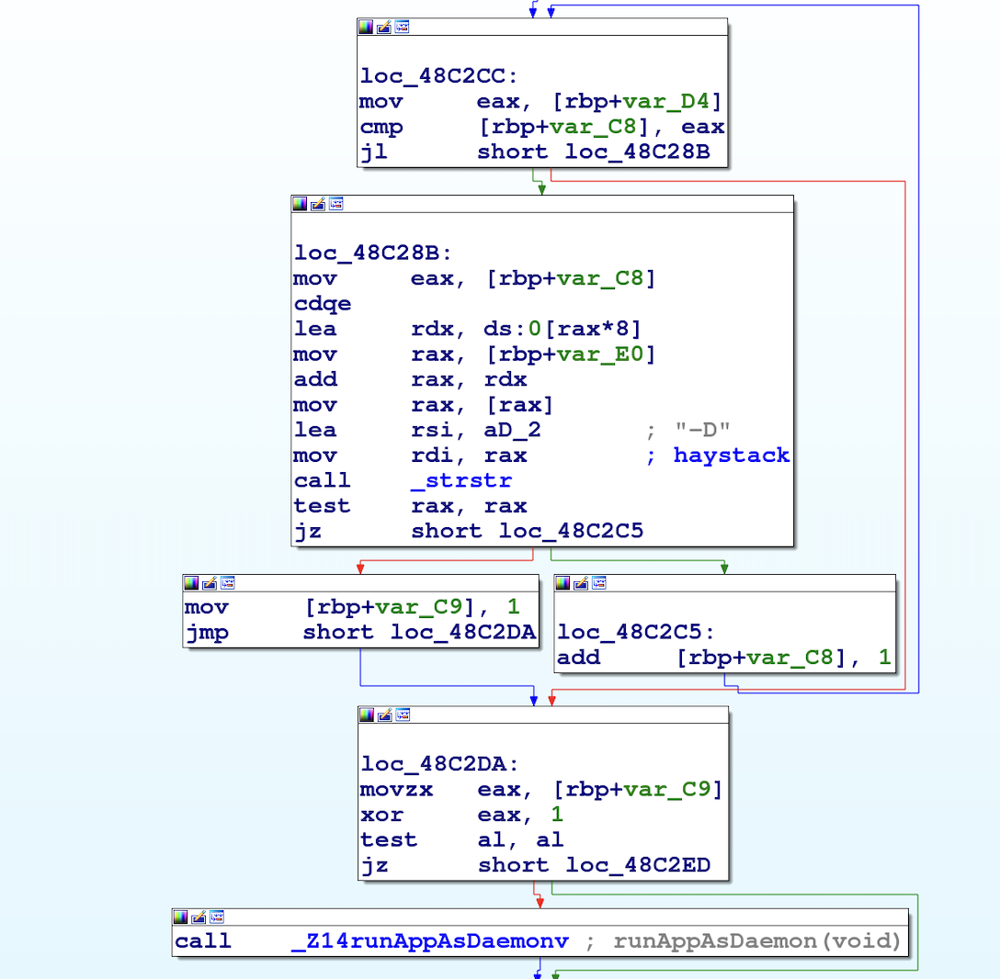 loc_48C2CC:
mov eax, [rbp+var_D4]
cmp [rbp+var_C8], eax
jl short loc_48C28B
loc_48C28B:
mov eax, [rbp+var_C8]
cdqe
lea rdx, ds:0[rax*8]
mov rax, [rbp+var_E0]
add rax, rdx
mov rax, [rax]
lea rsi, aD_2 ; "-D"
mov rdi, rax ; haystack
call _strstr
test rax, rax
jz short loc_48C2C5
mov [rbp+var_C9], 1
jmp short loc_48C2DA
loc_48C2C5:
add [rbp+var_C8], 1
loc_48C2DA:
movzx eax, [rbp+var_C9]
xor eax, 1
test al, al
jz short loc_48C2ED
call _Z14runAppAsDaemonv ; runAppAsDaemon(void)